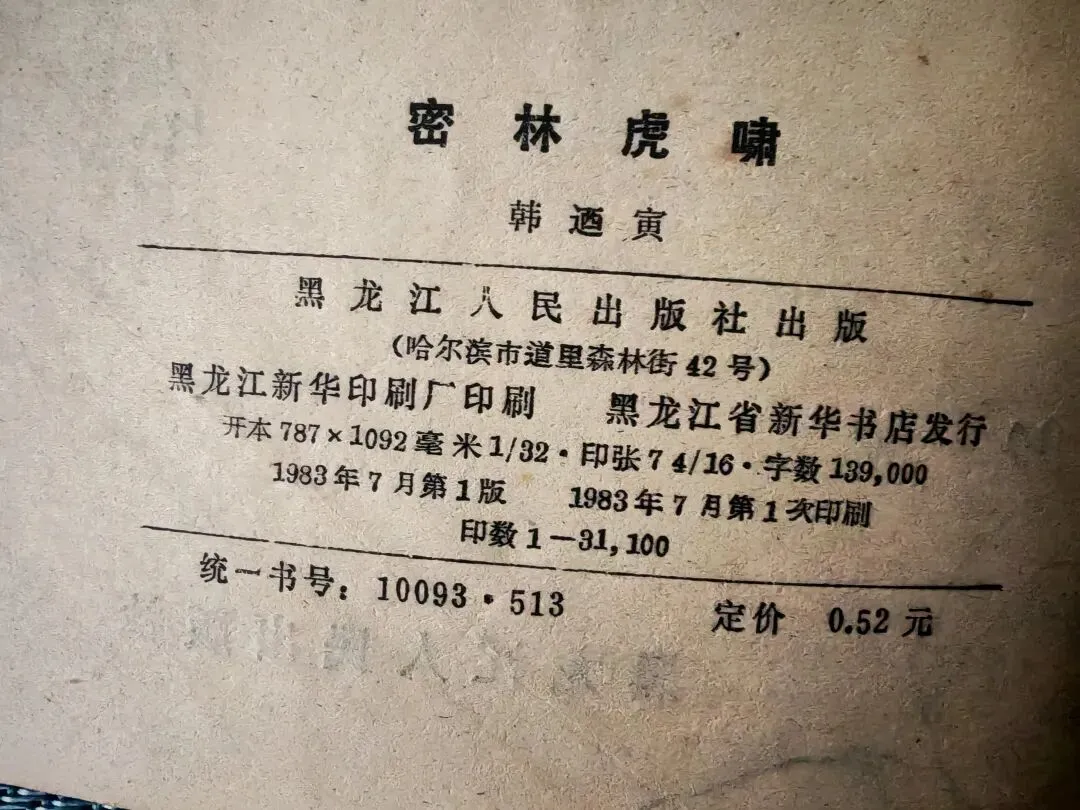 密林虎啸
韩迺寅
黑龙江人民出版社出版
（哈尔滨市道里森林街42号）
黑龙江新华印刷厂印刷 黑龙江省新华书店发行
开本787×1092毫米1/32·印张7 4/16·字数139,000
1983年7月第1版 1983年7月第1次印刷
印数1—31,100
统一书号：10093·513 定价 0.52元